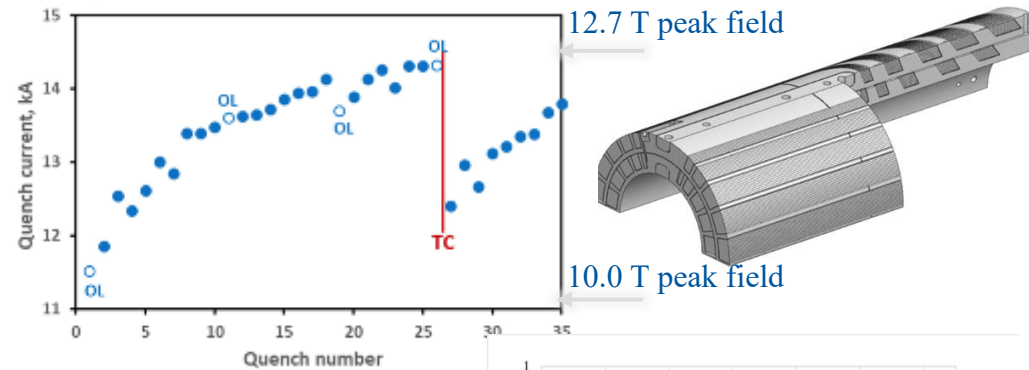 15
12.7 T peak field
OL
14
OL
OL
Quench current, kA
13
12
TC
OL
10.0 T peak field
11
0 5 10 15 20 25 30 35
Quench number
1